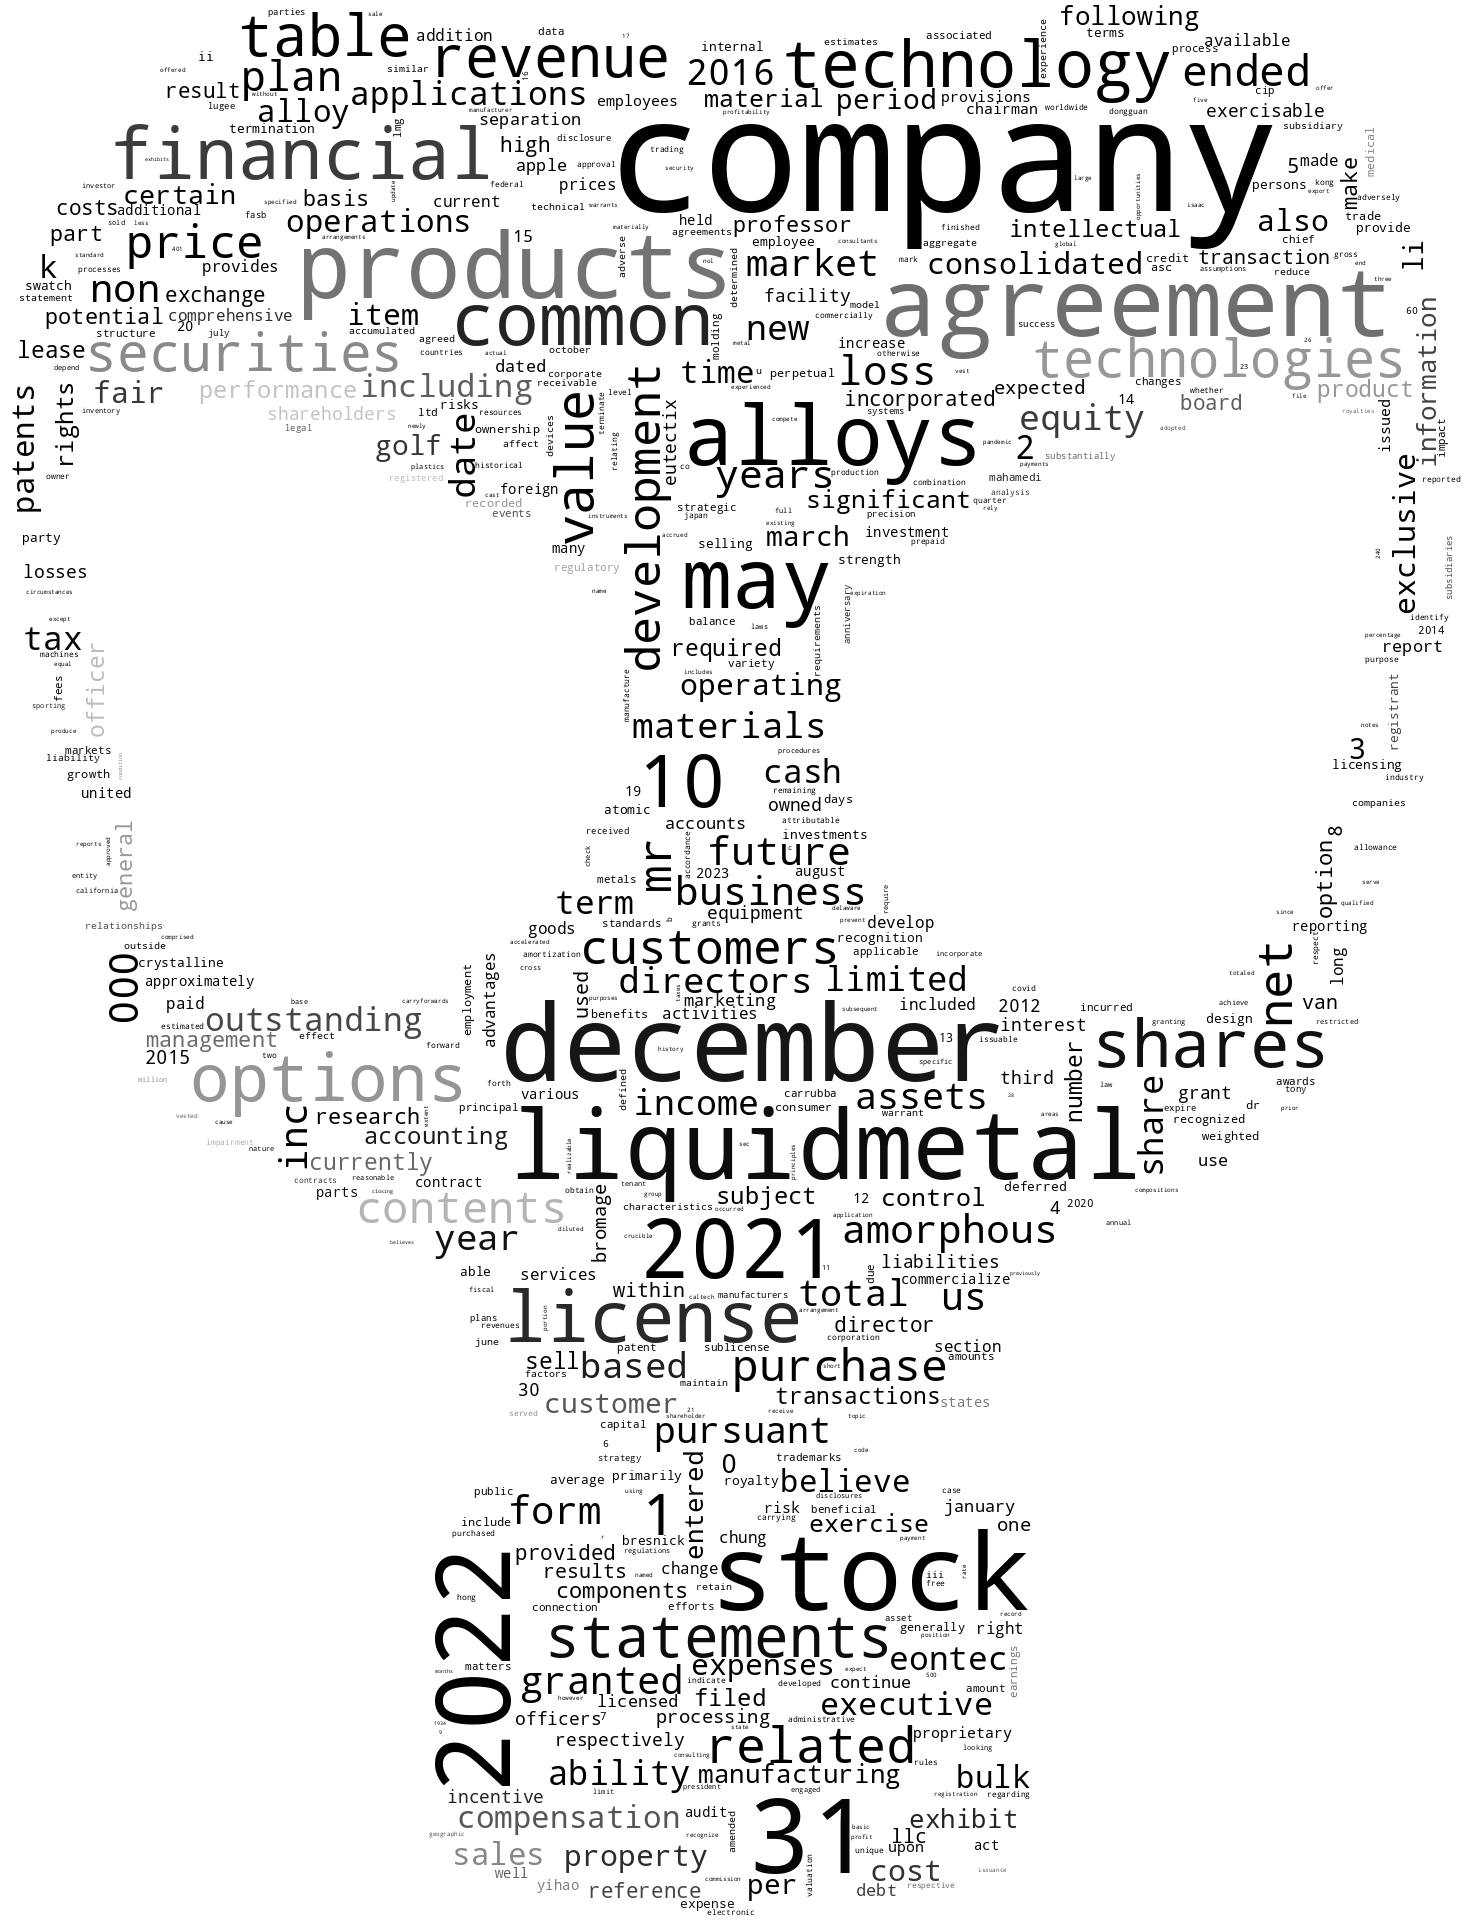 parties sale
table addition data 17 following
ii revenue internal estimates associated terms experience available
offered similar 16 2016 technology process ended
result plan without applications employees material period provisions cip five offer
lugee alloy manufacturer separation profitability chairman worldwide dongguan exercisable
termination lmg high disclosure company subsidiary
financial exhibits apple approval trading security 5 made medical
investor certain update federal prices large persons kong make
costs additional specified basis current technical warrants opportunities isaac export adversely
part sold less fasb operations held professor intellectual also trade
price 401 arrangements 15 materially agreements employee consultants finished chief provide
k standard products adverse nol market aggregate global transaction li
processes provides determined mark consolidated credit asc assumptions gross end
swatch non exchange facility reduce three
statement potential comprehensive item common model agreement 60
structure 20 accumulated molding new commercially success information
lease july securities agreed october metal increase technologies 26
depend countries actual dated corporate time u perpetual loss otherwise 23 product
patents rights fair performance including receivable experienced vest expected changes whether file
inventory shareholders ltd risks resources level incorporated 14 board royalties
legal golf date ownership value terminate development eutectix alloys compete systems equity issued
newly affect devices relating 2 adopted impact
plastics historical co pandemic substantially
owner registered cast foreign years production payments mahamedi exclusive reported
recorded instruments strategic significant combination analysis
events japan full precision quarter rely
party many accrued selling existing march investment prepaid 240 subsidiaries
losses regulatory may strength
circumstances name anniversary expiration
except balance laws requirements identify
tax required percentage 2014
machines equal officer variety purpose report
fees manufacture includes operating registrant
sporting
produce materials notes
markets 3
liability procedures licensing
growth condition 10 cash industry
united 19 remaining companies
atomic owned days
general accounts attributable 8
reports approved received investments allowance
check mr accordance future c option
entity metals 2023 august serve
california business delaware require qualified
relationships term equipment since
comprised goods standards b grants prevent develop reporting
outside accelerated customers recognition respect
000 crystalline amortization applicable incorporate net long
approximately cross directors limited totaled
paid base carryforwards employment advantages used taxes marketing covid achieve van
estimated outstanding purposes benefits activities subsequent included 2012 incurred design restricted
management effect december 13 interest granting
2015 two forward history issuable shares
options specific third number law awards
million forth defined carrubba 28 grant tony
vested inc research extent various principal income consumer assets warrant areas share expire dr prior
cause accounting liquidmetal recognized
impairment nature realizable sec principles weighted
currently use
contracts reasonable contract tenant
parts closing obtain group subject 12 control deferred compositions
contents characteristics occurred 4 2020
believes year diluted bromage crucible 2021 application amorphous annual
able services 11 due liabilities previously
fiscal within caltech manufacturers commercialize
plans portion license arrangement total us
revenues director
june patent sublicense corporation section
sell based purchase short amounts
factors maintain
30 customer transactions states
served 21 receive
capital shareholder pursuant topic
6 code
strategy 0 trademarks
average primarily entered royalty believe
public using disclosures case
include form 1 risk beneficial january
purchased r carrying exercise one
bresnick chung payment
provided regulations change
2022 results named stock iii rate
hong components retain free
connection efforts record
asset generally right
statements position
matters expenses expect eontec earnings
months granted indicate developed continue 500 amount
however licensed filed executive
1934 officers 7 processing administrative
9 state proprietary
respectively related looking
consulting rules
ability manufacturing bulk
incentive limit president engaged registration regarding
compensation audit 31 exhibit
geographic recognize amended basic llc
profit act
sales property unique upon
well commission valuation cost issuance
yihao reference per debt respective
expense
electronic